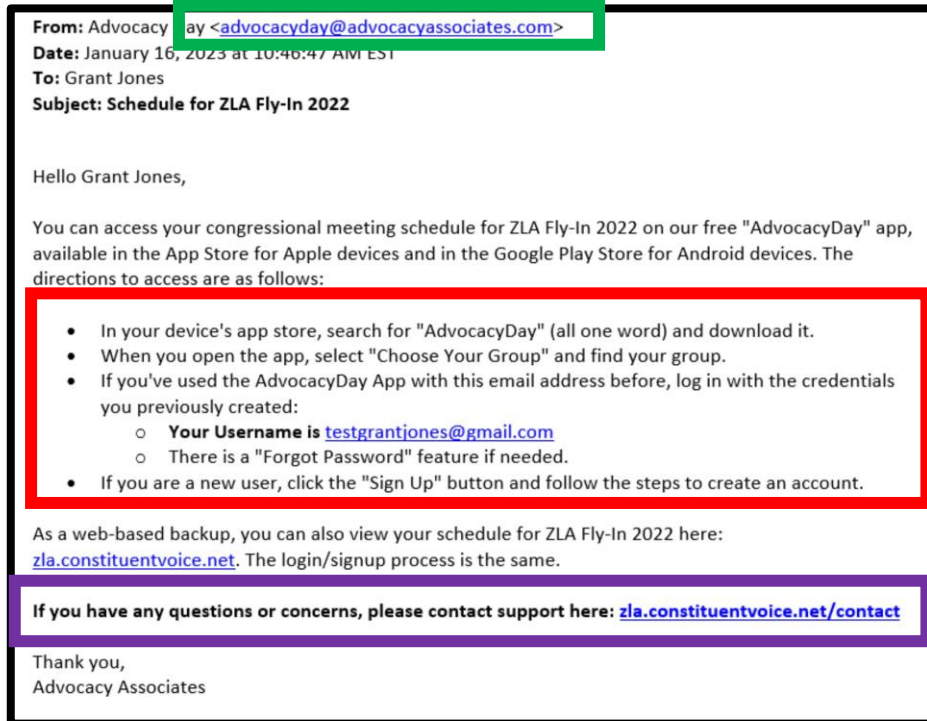 From: Advocacy ay <advocacyday@advocacyassociates.com>
Date: January 16, 2023 at 10:46:47 AM EST
To: Grant Jones
Subject: Schedule for ZLA Fly-In 2022
Hello Grant Jones,
You can access your congressional meeting schedule for ZLA Fly-In 2022 on our free "AdvocacyDay" app,
available in the App Store for Apple devices and in the Google Play Store for Android devices. The
directions to access are as follows:
• In your device's app store, search for "AdvocacyDay" (all one word) and download it.
• When you open the app, select "Choose Your Group" and find your group.
• If you've used the AdvocacyDay App with this email address before, log in with the credentials
you previously created:
o Your Username is testgrantjones@gmail.com
o There is a "Forgot Password" feature if needed.
• If you are a new user, click the "Sign Up" button and follow the steps to create an account.
As a web-based backup, you can also view your schedule for ZLA Fly-In 2022 here:
zla.constituentvoice.net. The login/signup process is the same.
If you have any questions or concerns, please contact support here: zla.constituentvoice.net/contact
Thank you,
Advocacy Associates